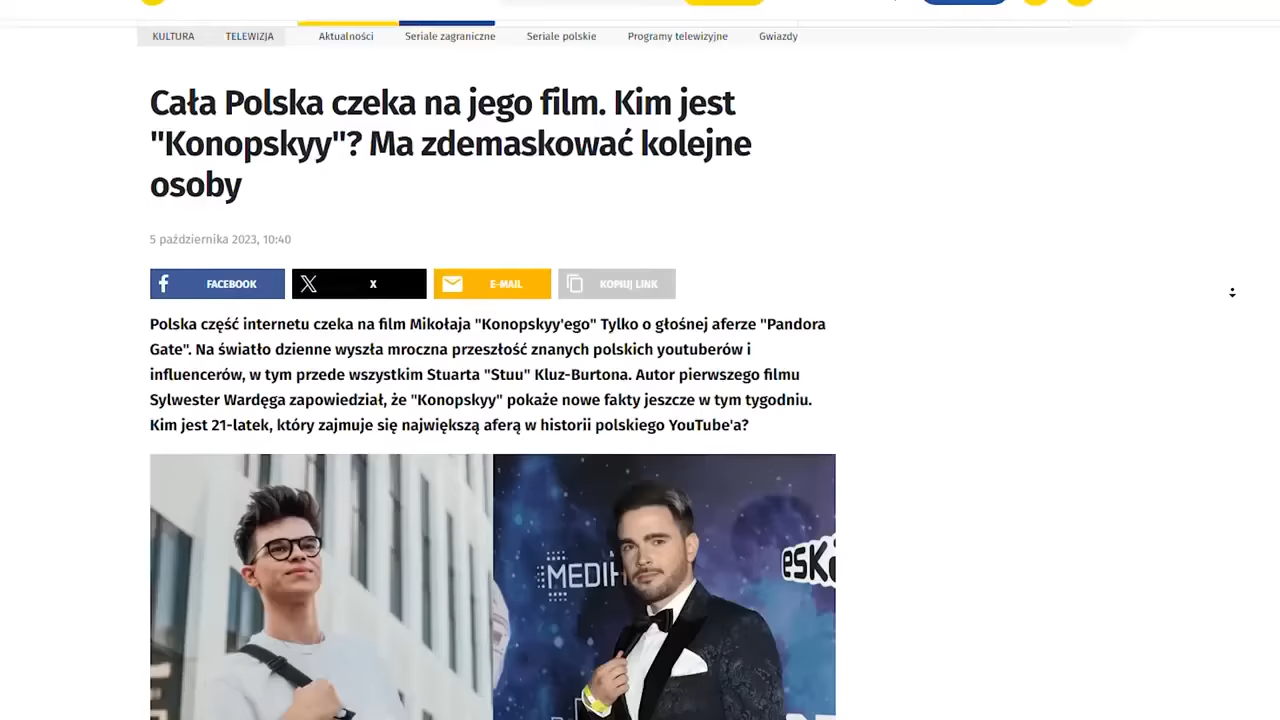 KULTURA TELEWIZJA Aktualności Seriale zagraniczne Seriale polskie Programy telewizyjne Gwiazdy
Cała Polska czeka na jego film. Kim jest
"Konopskyy"? Ma zdemaskować kolejne
osoby
5 października 2023, 10:40
FACEBOOK X E-MAIL KOPIUJ LINK
Polska część internetu czeka na film Mikołaja "Konopskyy'ego" Tylko o głośnej aferze "Pandora
Gate". Na światło dzienne wyszła mroczna przeszłość znanych polskich youtuberów i
influencerów, w tym przede wszystkim Stuarta "Stuu" Kluz-Burtona. Autor pierwszego filmu
Sylwester Wardęga zapowiedział, że "Konopskyy" pokaże nowe fakty jeszcze w tym tygodniu.
Kim jest 21-latek, który zajmuje się największą aferą w historii polskiego YouTube'a?